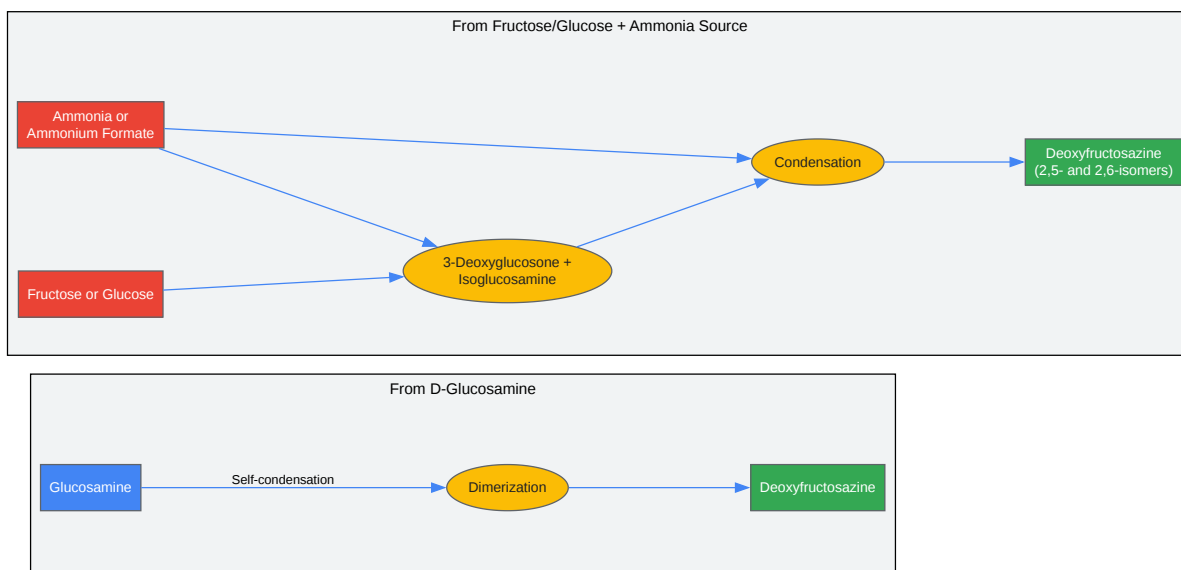 From Fructose/Glucose + Ammonia Source
Ammonia or
Ammonium Formate
Condensation
Deoxyfructosazine
(2,5- and 2,6-isomers)
3-Deoxyglucosone +
Isoglucosamine
Fructose or Glucose
From D-Glucosamine
Glucosamine
Self-condensation
Dimerization
Deoxyfructosazine